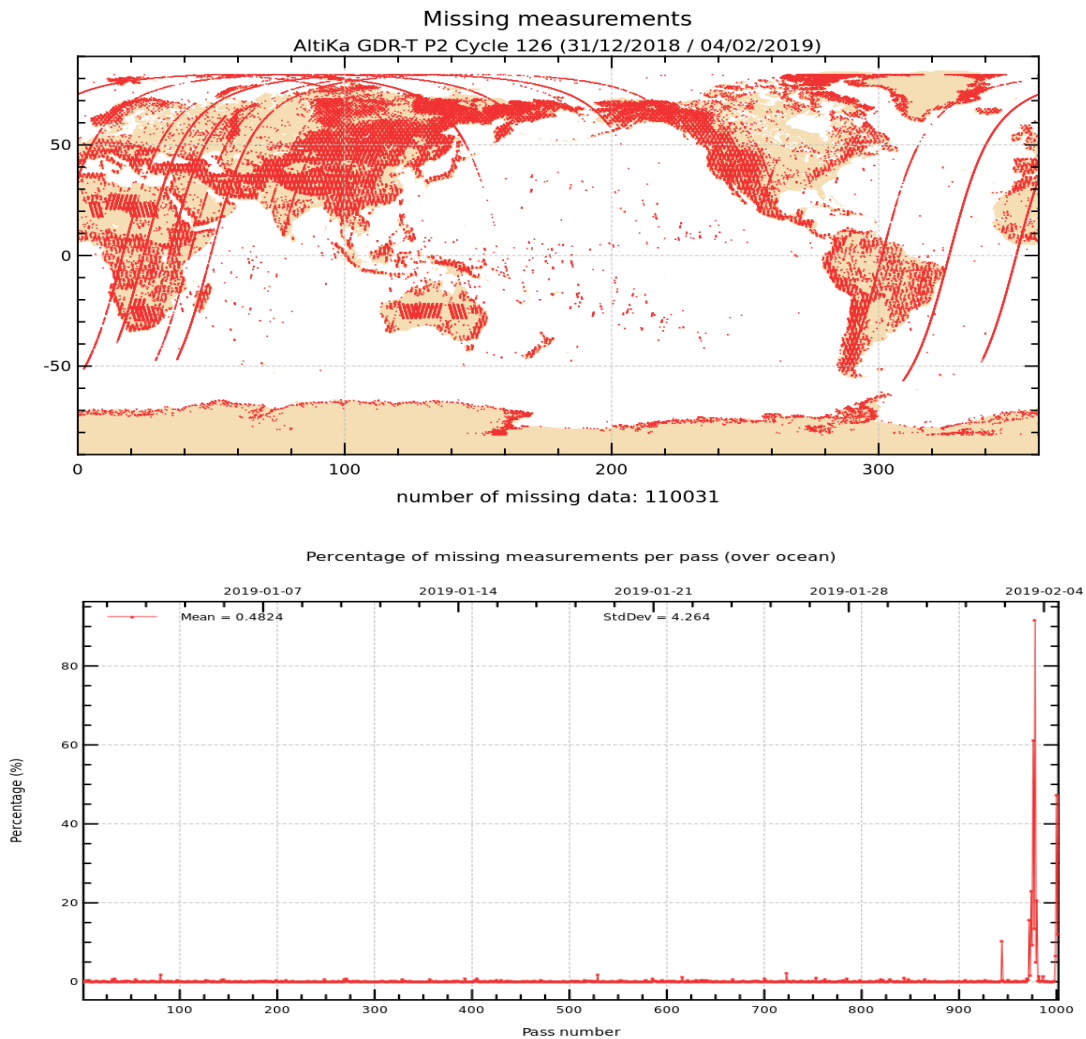 Missing measurements
AltiKa GDR-T P2 Cycle 126 (31/12/2018 / 04/02/2019)
50
0
-50
0 100 200 300
number of missing data: 110031
Percentage of missing measurements per pass (over ocean)
2019-01-07 2019-01-14 2019-01-21 2019-01-28 2019-02-04
Mean = 0.4824 StdDev = 4.264
80
60
40
20
0
Percentage (%)
100 200 300 400 500 600 700 800 900 1000
Pass number